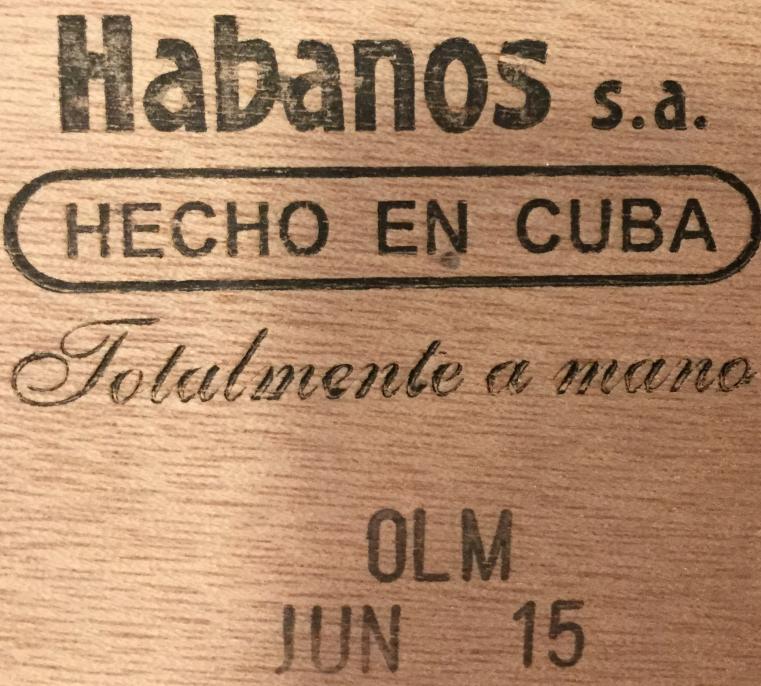 Habanos s.a.
HECHO EN CUBA
Totalmente a mano
OLM
JUN 15